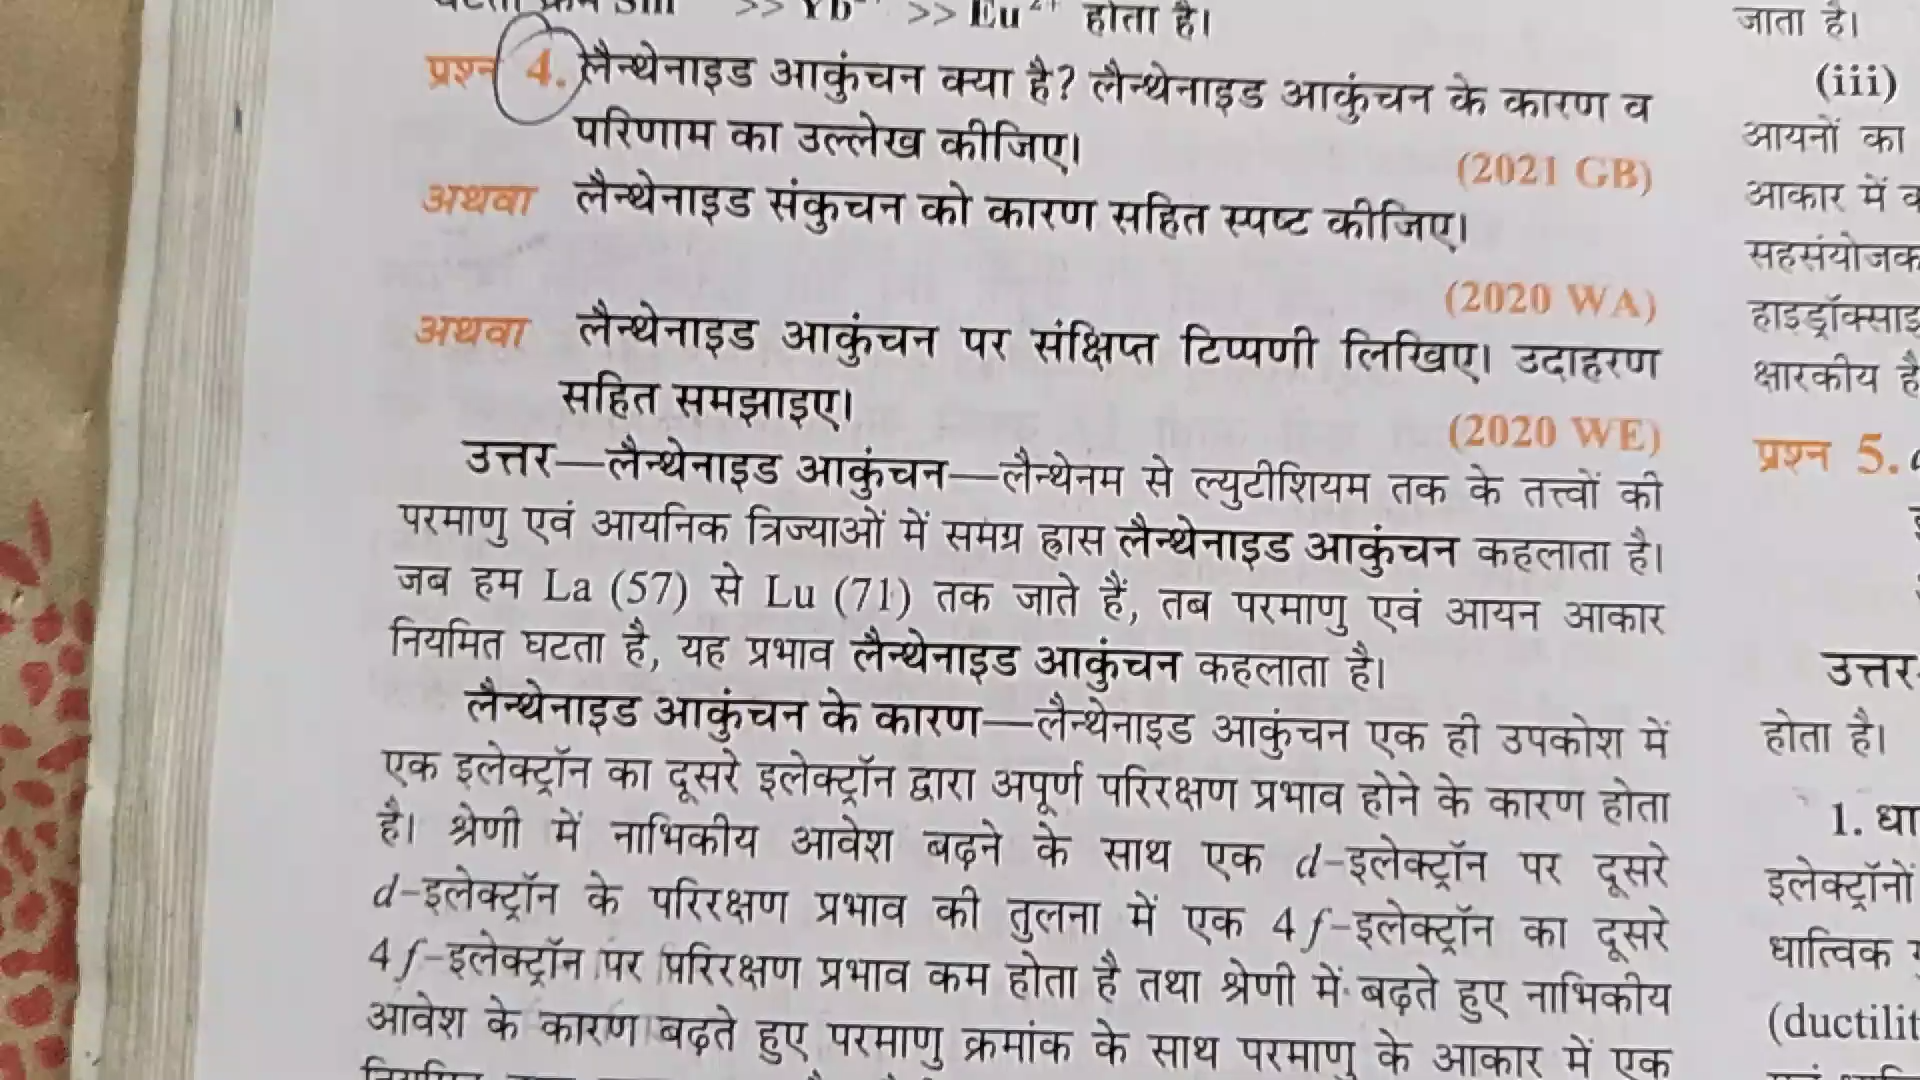 >> Eu²⁺ होता है।
प्रश्न 4. लैन्थेनाइड आकुंचन क्या है? लैन्थेनाइड आकुंचन के कारण व
परिणाम का उल्लेख कीजिए।
(2021 GB)
अथवा लैन्थेनाइड संकुचन को कारण सहित स्पष्ट कीजिए।
(2020 WA)
अथवा लैन्थेनाइड आकुंचन पर संक्षिप्त टिप्पणी लिखिए। उदाहरण
सहित समझाइए।
(2020 WE)
उत्तर—लैन्थेनाइड आकुंचन—लैन्थेनम से ल्युटीशियम तक के तत्त्वों की
परमाणु एवं आयनिक त्रिज्याओं में समग्र ह्रास लैन्थेनाइड आकुंचन कहलाता है।
जब हम La (57) से Lu (71) तक जाते हैं, तब परमाणु एवं आयन आकार
नियमित घटता है, यह प्रभाव लैन्थेनाइड आकुंचन कहलाता है।
लैन्थेनाइड आकुंचन के कारण—लैन्थेनाइड आकुंचन एक ही उपकोश में
एक इलेक्ट्रॉन का दूसरे इलेक्ट्रॉन द्वारा अपूर्ण परिरक्षण प्रभाव होने के कारण होता
है। श्रेणी में नाभिकीय आवेश बढ़ने के साथ एक d-इलेक्ट्रॉन पर दूसरे
d-इलेक्ट्रॉन के परिरक्षण प्रभाव की तुलना में एक 4f-इलेक्ट्रॉन का दूसरे
4f-इलेक्ट्रॉन पर परिरक्षण प्रभाव कम होता है तथा श्रेणी में बढ़ते हुए नाभिकीय
आवेश के कारण बढ़ते हुए परमाणु क्रमांक के साथ परमाणु के आकार में एक
जाता है।
(iii)
आयनों का
आकार में
सहसंयोजक
हाइड्रॉक्साइ
क्षारकीय है
प्रश्न 5.
उत्तर-
होता है।
1. धा
इलेक्ट्रॉनों
धात्विक
(ductilit